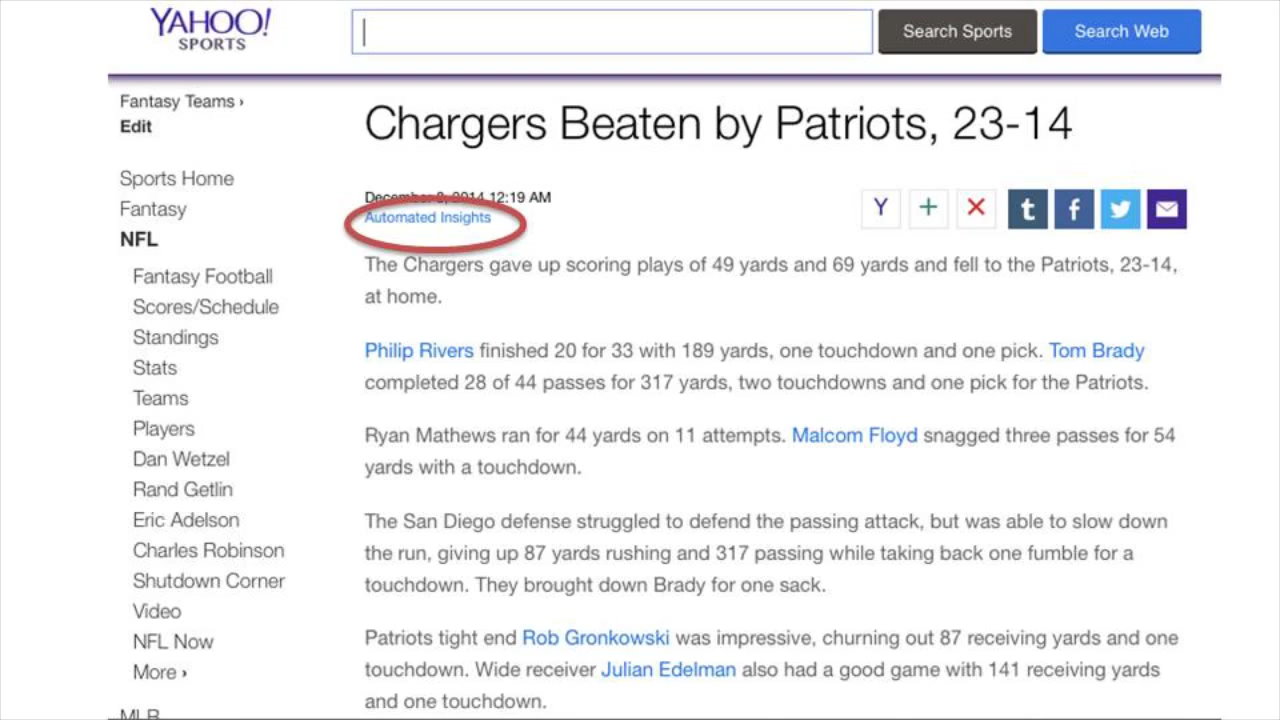 YAHOO!
SPORTS
Search Sports
Search Web
Fantasy Teams ›
Edit
Sports Home
Fantasy
NFL
Fantasy Football
Scores/Schedule
Standings
Stats
Teams
Players
Dan Wetzel
Rand Getlin
Eric Adelson
Charles Robinson
Shutdown Corner
Video
NFL Now
More ›
MLB
Chargers Beaten by Patriots, 23-14
December 8, 2014 12:19 AM
Automated Insights
Y + × t f
The Chargers gave up scoring plays of 49 yards and 69 yards and fell to the Patriots, 23-14,
at home.
Philip Rivers finished 20 for 33 with 189 yards, one touchdown and one pick. Tom Brady
completed 28 of 44 passes for 317 yards, two touchdowns and one pick for the Patriots.
Ryan Mathews ran for 44 yards on 11 attempts. Malcom Floyd snagged three passes for 54
yards with a touchdown.
The San Diego defense struggled to defend the passing attack, but was able to slow down
the run, giving up 87 yards rushing and 317 passing while taking back one fumble for a
touchdown. They brought down Brady for one sack.
Patriots tight end Rob Gronkowski was impressive, churning out 87 receiving yards and one
touchdown. Wide receiver Julian Edelman also had a good game with 141 receiving yards
and one touchdown.